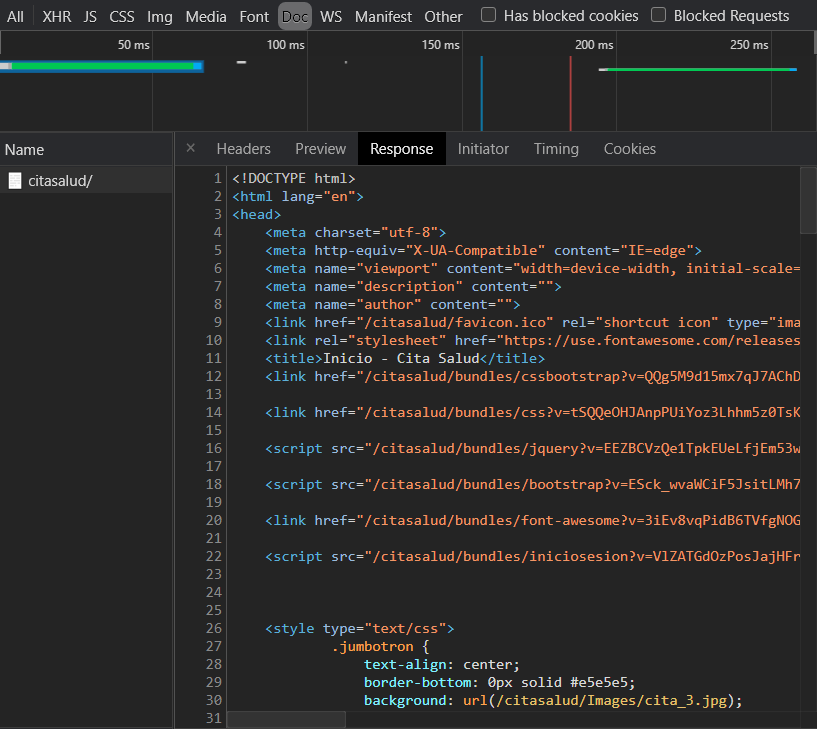 All XHR JS CSS Img Media Font Doc WS Manifest Other Has blocked cookies Blocked Requests
50 ms 100 ms 150 ms 200 ms 250 ms
Name
× Headers Preview Response Initiator Timing Cookies
citasalud/
1 <!DOCTYPE html>
2 <html lang="en">
3 <head>
4 <meta charset="utf-8">
5 <meta http-equiv="X-UA-Compatible" content="IE=edge">
6 <meta name="viewport" content="width=device-width, initial-scale=
7 <meta name="description" content="">
8 <meta name="author" content="">
9 <link href="/citasalud/favicon.ico" rel="shortcut icon" type="ima
10 <link rel="stylesheet" href="https://use.fontawesome.com/releases
11 <title>Inicio - Cita Salud</title>
12 <link href="/citasalud/bundles/cssbootstrap?v=QQg5M9d15mx7qJ7AChD
13
14 <link href="/citasalud/bundles/css?v=tSQQeOHJAnpPUiYoz3Lhhm5z0TsK
15
16 <script src="/citasalud/bundles/jquery?v=EEZBCVzQe1TpkEUeLfjEm53w
17
18 <script src="/citasalud/bundles/bootstrap?v=ESck_wvaWCiF5JsitLMh7
19
20 <link href="/citasalud/bundles/font-awesome?v=3iEv8vqPidB6TVfgNOG
21
22 <script src="/citasalud/bundles/iniciosesion?v=VlZATGdOzPosJajHFr
23
24
25
26 <style type="text/css">
27 .jumbotron {
28 text-align: center;
29 border-bottom: 0px solid #e5e5e5;
30 background: url(/citasalud/Images/cita_3.jpg);
31